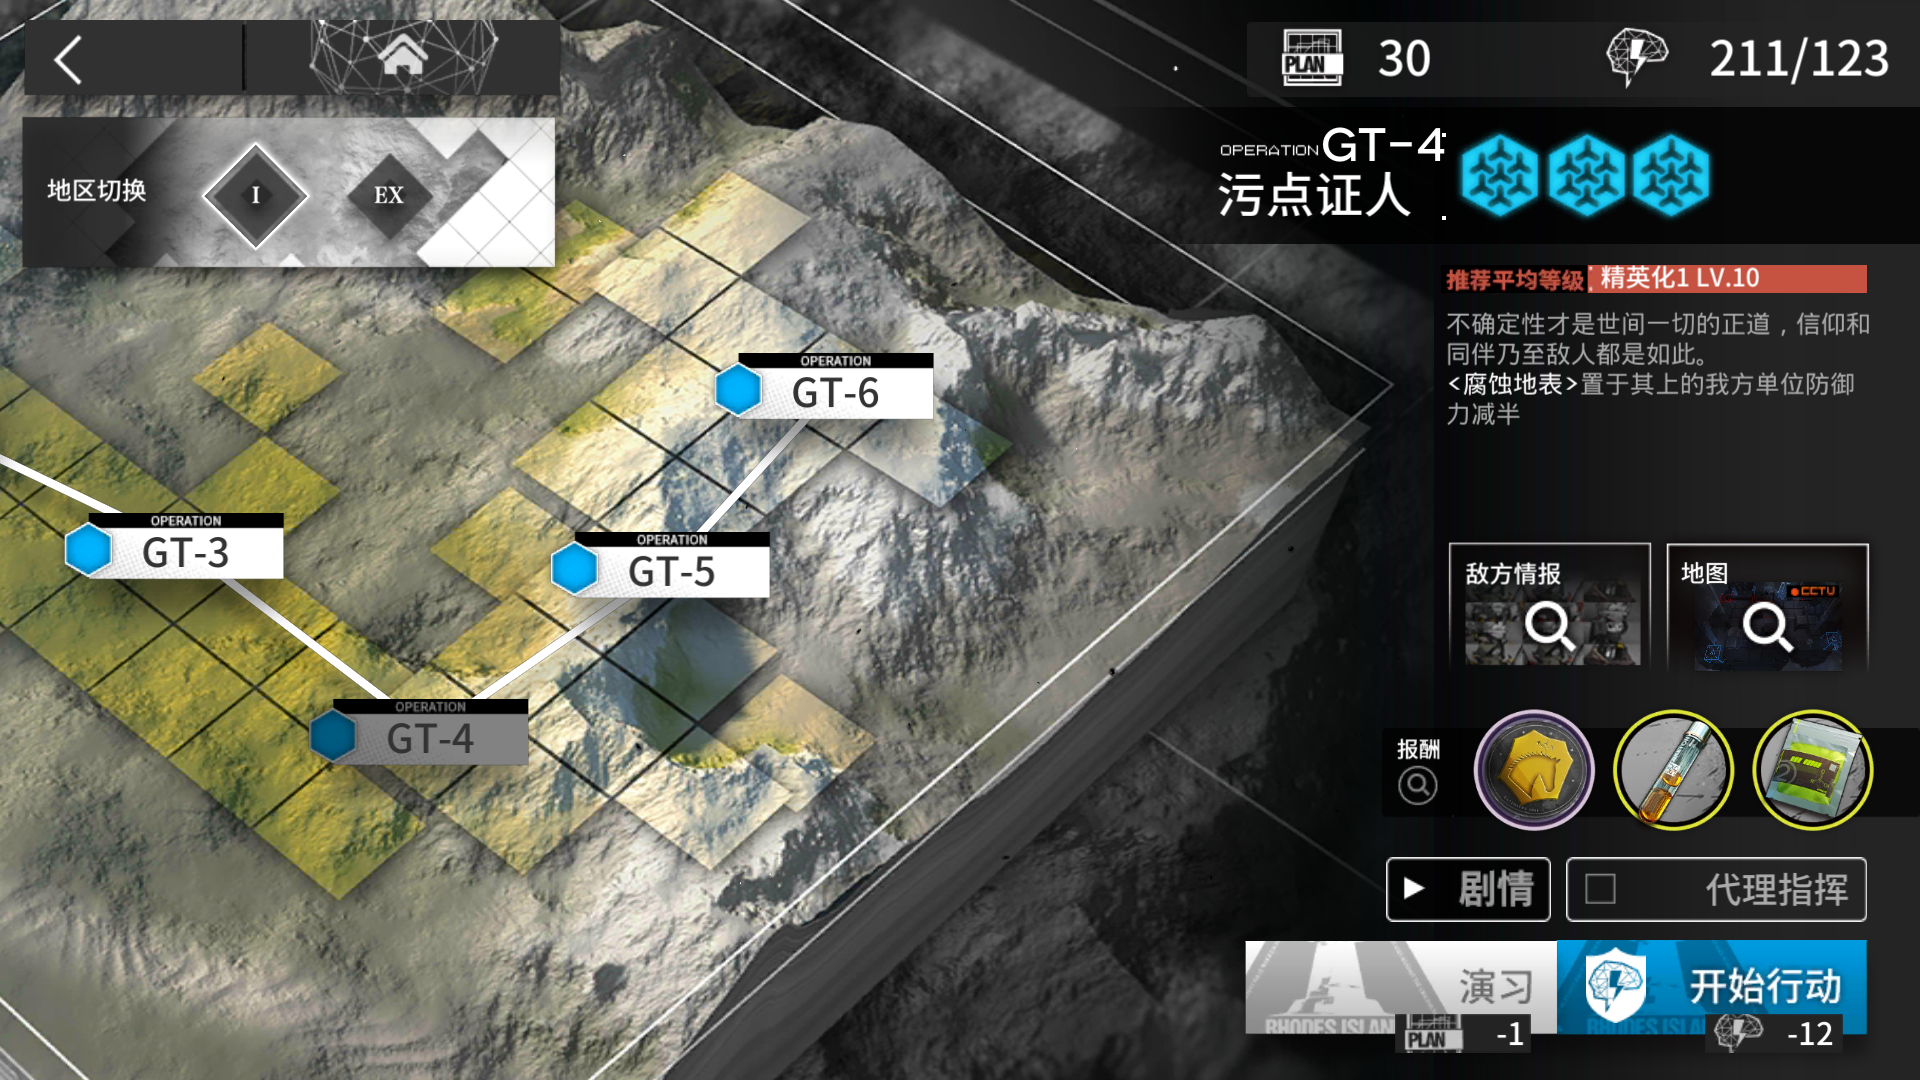 PLAN
30
211/123
地区切换
I
EX
OPERATION
GT-4
污点证人
推荐平均等级
精英化1 LV.10
不确定性才是世间一切的正道，信仰和
同伴乃至敌人都是如此。
<腐蚀地表>置于其上的我方单位防御
力减半
OPERATION
GT-6
OPERATION
GT-3
OPERATION
GT-5
OPERATION
GT-4
敌方情报
地图
CCTV
报酬
剧情
代理指挥
演习
RHODES ISLAN
PLAN
-1
开始行动
RHODES ISLA
-12